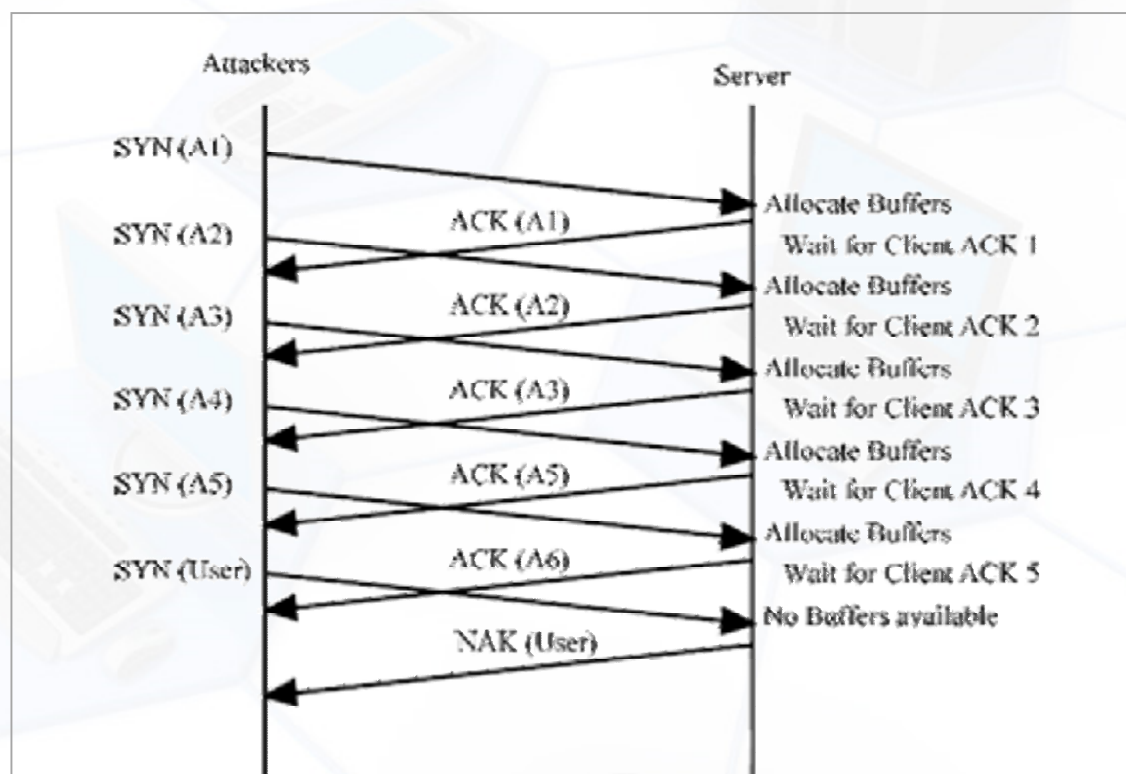 Attackers
Server
SYN (A1)
Allocate Buffers
ACK (A1)
SYN (A2)
Wait for Client ACK 1
Allocate Buffers
ACK (A2)
SYN (A3)
Wait for Client ACK 2
Allocate Buffers
ACK (A3)
SYN (A4)
Wait for Client ACK 3
Allocate Buffers
ACK (A5)
SYN (A5)
Wait for Client ACK 4
Allocate Buffers
ACK (A6)
SYN (User)
Wait for Client ACK 5
No Buffers available
NAK (User)